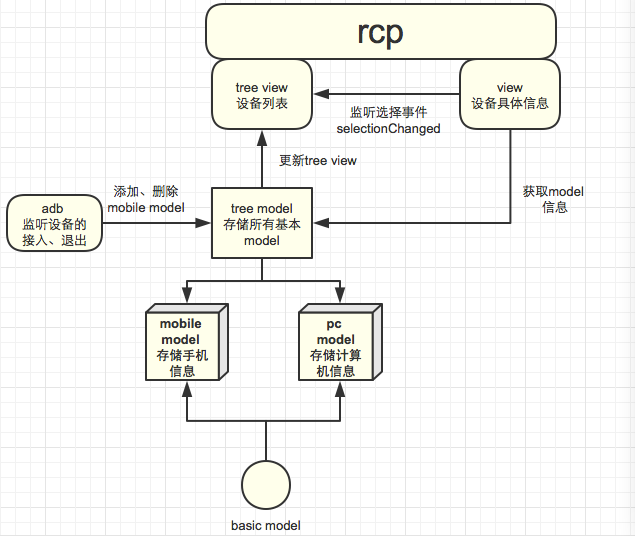 rcp
tree view
设备列表
view
设备具体信息
监听选择事件
selectionChanged
更新tree view
添加、删除
mobile model
获取model
信息
adb
监听设备的
接入、退出
tree model
存储所有基本
model
mobile
model
存储手机
信息
pc
model
存储计算
机信息
basic model